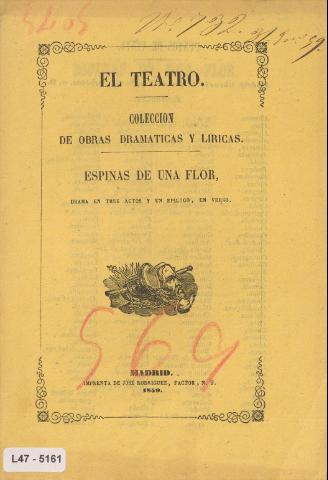 EL TEATRO.
COLECCION
DE OBRAS DRAMATICAS Y LIRICAS.
ESPINAS DE UNA FLOR,
DRAMA EN TRES ACTOS Y UN EPILOGO, EN VERSO.
569
MADRID.
IMPRENTA DE JOSÉ RODRIGUEZ, FACTOR, N. 9.
1859.
L47 - 5161